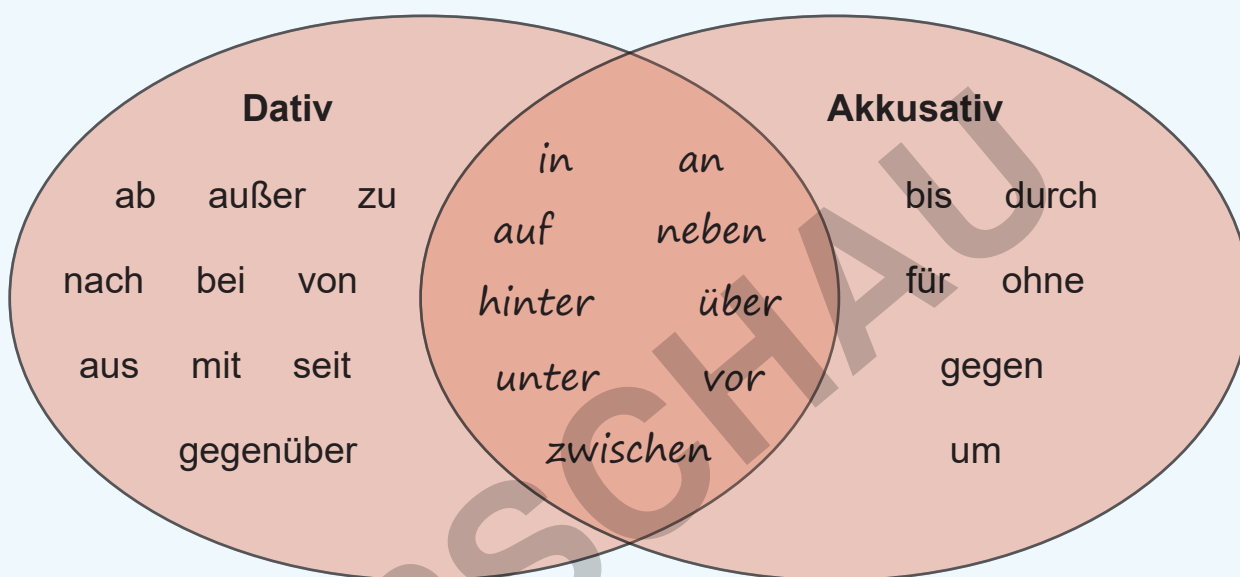 Dativ
ab außer zu
nach bei von
aus mit seit
gegenüber
in an
auf neben
hinter über
unter vor
zwischen
Akkusativ
bis durch
für ohne
gegen
um
SCHAU